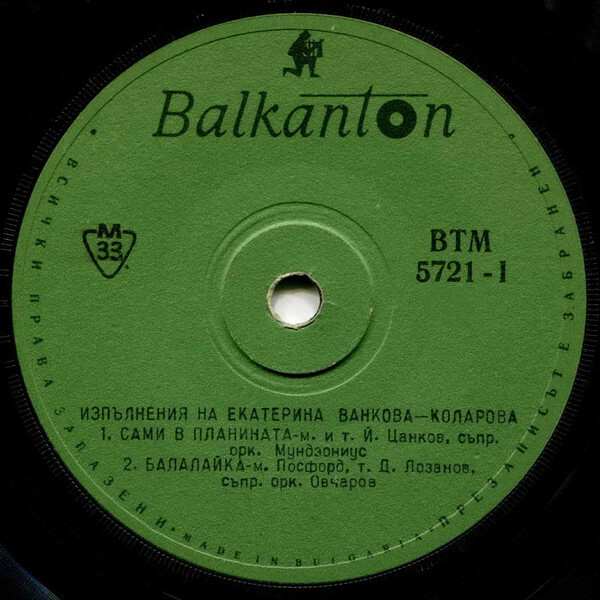 Balkanton
М
33
ВТМ
5721 - I
ИЗПЪЛНЕНИЯ НА ЕКАТЕРИНА ВАНКОВА—КОЛАРОВА
1. САМИ В ПЛАНИНАТА-м. и т. Й. Цанков, съпр.
орк. Мундзониус
2. БАЛАЛАЙКА-м. Посфорд, т. Д. Лозанов,
съпр. орк. Овчаров
• ВСИЧКИ ПРАВА ЗАПАЗЕНИ • MADE IN BULGARIA • ПРЕЗАПИСЪТ Е ЗАБРАНЕН •